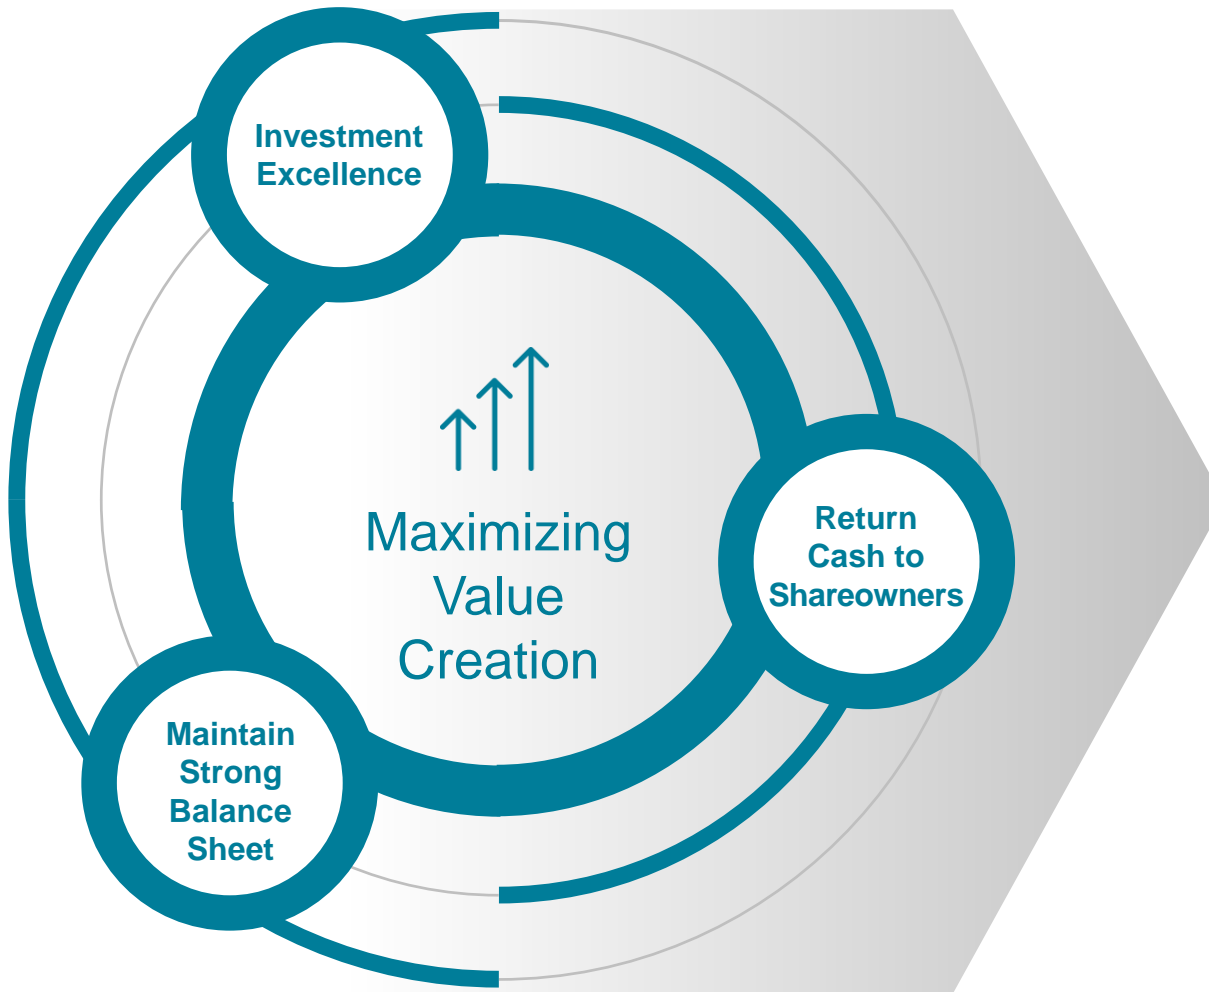 Investment
Excellence
Maximizing
Value
Creation
Return
Cash to
Shareowners
Maintain
Strong
Balance
Sheet